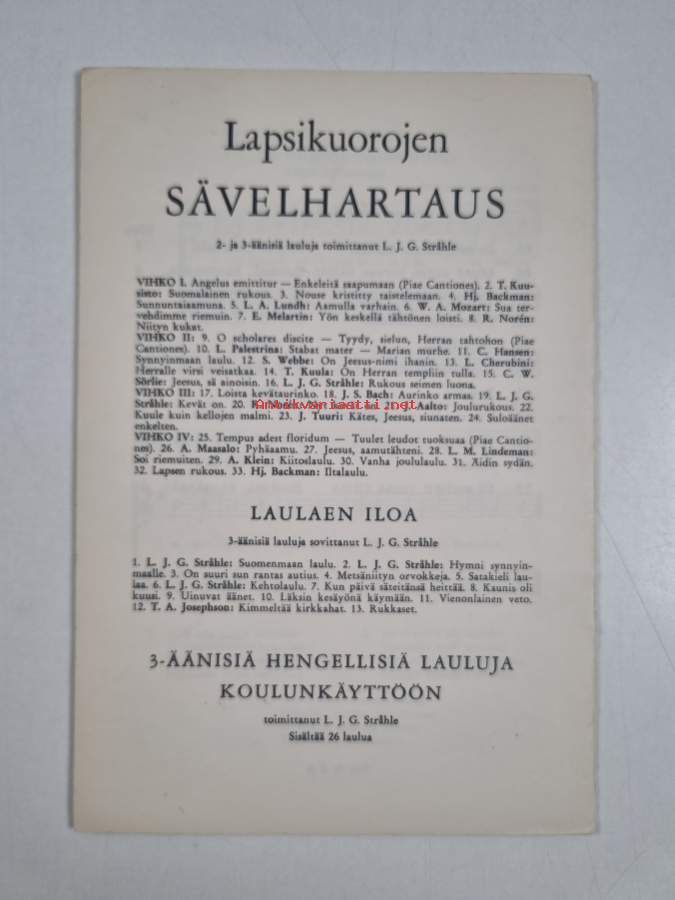 Lapsikuorojen
SÄVELHARTAUS
2- ja 3-äänisiä lauluja toimittanut L. J. G. Stråhle
VIHKO I. Angelus emittitur — Enkeleitä saapumaan (Piae Cantiones). 2. T. Kuu-
sisto: Suomalainen rukous. 3. Nouse kristitty taistelemaan. 4. Hj. Backman:
Sunnuntaiaamuna. 5. L. A. Lundh: Aamulla varhain. 6. W. A. Mozart: Sua ter-
vehdimme riemuin. 7. E. Melartin: Yön keskellä tähtönen loisti. 8. R. Norén:
Niityn kukat.
VIHKO II: 9. O scholares discite — Tyydy, sielun, Herran tahtohon (Piae
Cantiones). 10. L. Palestrina: Stabat mater — Marian murhe. 11. C. Hansen:
Synnyinmaan laulu. 12. S. Webbe: On Jeesus-nimi ihanin. 13. L. Cherubini:
Herralle virsi veisatkaa. 14. T. Kuula: On Herran templiin tulla. 15. C. W.
Sörlie: Jeesus, sä ainoisin. 16. L. J. G. Stråhle: Rukous seimen luona.
VIHKO III: 17. Loista kevätaurinko. 18. J. S. Bach: Aurinko armas. 19. L. J. G.
Stråhle: Kevät on. 20. Aalto: Joulurukous. 22.
antikvariaatti.net
Kuule kuin kellojen malmi. 23. J. Tuuri: Kätes, Jeesus, siunaten. 24. Suloäänet
enkelten.
VIHKO IV: 25. Tempus adest floridum — Tuulet leudot tuoksuaa (Piae Cantio-
nes). 26. A. Maasalo: Pyhäaamu. 27. Jeesus, aamutähteni. 28. L. M. Lindeman:
Soi riemuiten. 29. A. Klein: Kiitoslaulu. 30. Vanha joululaulu. 31. Äidin sydän.
32. Lapsen rukous. 33. Hj. Backman: Iltalaulu.
LAULAEN ILOA
3-äänisiä lauluja sovittanut L. J. G. Stråhle
1. L. J. G. Stråhle: Suomenmaan laulu. 2. L. J. G. Stråhle: Hymni synnyin-
maalle. 3. On suuri sun rantas autius. 4. Metsäniityn orvokkeja. 5. Satakieli lau-
laa. 6. L. J. G. Stråhle: Kehtolaulu. 7. Kun päivä säteitänsä heittää. 8. Kaunis oli
kuusi. 9. Uinuvat äänet. 10. Läksin kesäyönä käymään. 11. Vienonlainen veto.
12. T. A. Josephson: Kimmeltää kirkkahat. 13. Rukkaset.
3-ÄÄNISIÄ HENGELLISIÄ LAULUJA
KOULUNKÄYTTÖÖN
toimittanut L. J. G. Stråhle
Sisältää 26 laulua